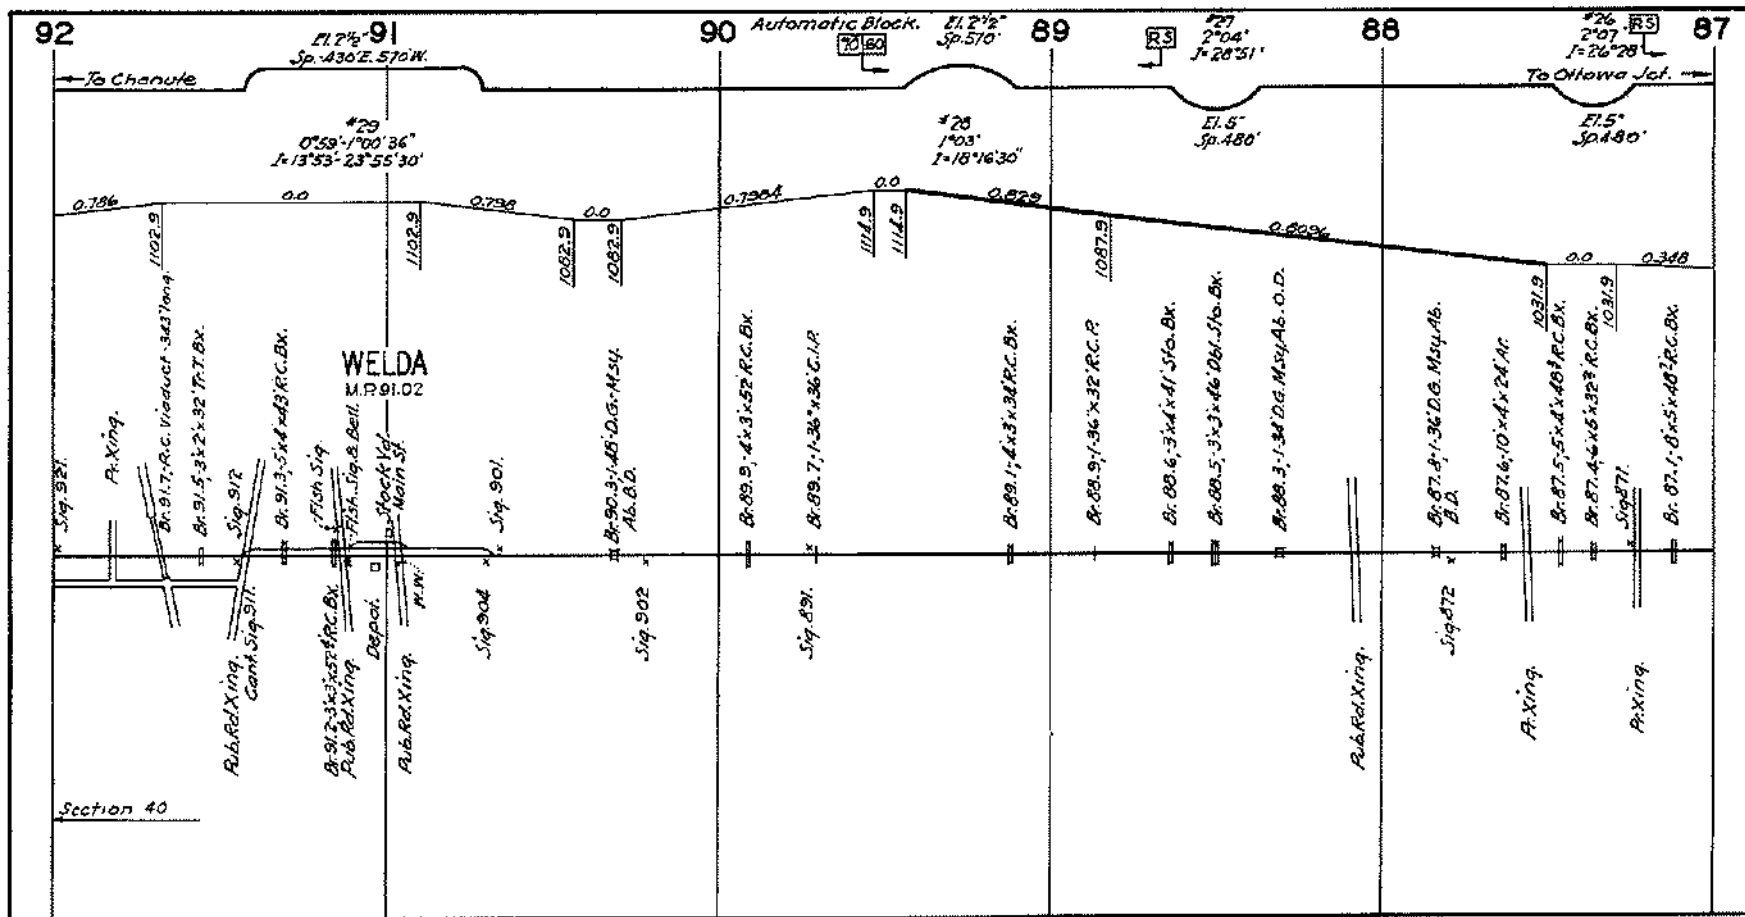 92
91
90
89
88
87
El. 2½"
Sp.-430'E. 570'W.
Automatic Block.
70 60
El. 2½"
Sp. 570'
RS
#27
2°04'
I=28°51'
#26
2°07'
I=26°28'
RS
To Chanute
To Ottawa Jct.
#29
0°59'-1°00'36"
I=13°53'-23°55'30"
#28
1°03'
I=18°16'30"
El. 5"
Sp. 480'
El. 5"
Sp. 480'
0.786
0.0
0.798
0.0
0.7984
0.0
0.829
0.8096
0.0
0.348
1102.9
1102.9
1082.9
1082.9
1114.9
1114.9
1087.9
1031.9
1031.9
WELDA
M.P. 91.02
Sig. 921.
Pr. Xing.
Br. 91.7,-R.C. Viaduct-343' long.
Br. 91.5-3'x2'x32' Tr.T. Bx.
Sig. 912
Br. 91.3,-5'x4'x43' R.C. Bx.
Flsh. Sig.
Flsh. Sig. & Bell.
Stock Yd.
Main St.
Sig. 901.
Br. 90.3,-1-48'-D.G.-Msy.
Ab. B.D.
Br. 89.9,-4'x3'x52' R.C. Bx.
Br. 89.7,-1-36"x36' C.I.P.
Br. 89.1,-4'x3'x34' R.C. Bx.
Br. 88.9,-1-36"x32' R.C.P.
Br. 88.6,-3'x4'x41' Sto. Bx.
Br. 88.5,-3'x3'x46' Dbl. Sto. Bx.
Br. 88.3,-1-34' D.G. Msy. Ab. O.D.
Br. 87.8,-1-36' D.G. Msy. Ab.
B.D.
Br. 87.6,-10'x4'x24' Ar.
Br. 87.5,-5'x4'x48' R.C. Bx.
Br. 87.4,-6'x5'x32' R.C. Bx.
Sig. 871.
Br. 87.1,-8'x5'x48' R.C. Bx.
Pub. Rd. Xing.
Cant. Sig. 911.
Br. 91.2-3'x3'x57' R.C. Bx.
Pub. Rd. Xing.
Depot.
Pub. Rd. Xing.
M.W.
Sig. 904
Sig. 902
Sig. 891.
Pub. Rd. Xing.
Sig. 872
Pr. Xing.
Pr. Xing.
Section 40